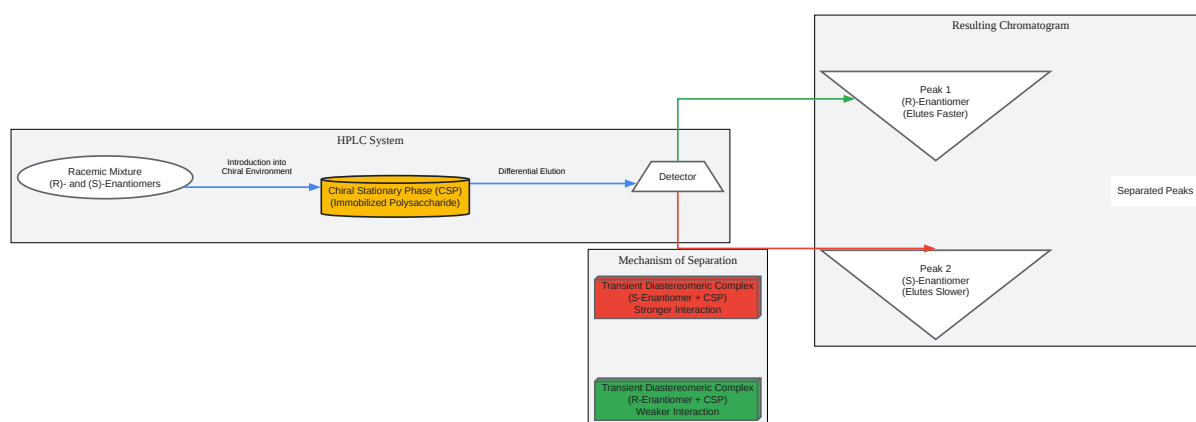 HPLC System
Racemic Mixture
(R)- and (S)-Enantiomers
Introduction into
Chiral Environment
Chiral Stationary Phase (CSP)
(Immobilized Polysaccharide)
Differential Elution
Detector
Mechanism of Separation
Transient Diastereomeric Complex
(S-Enantiomer + CSP)
Stronger Interaction
Transient Diastereomeric Complex
(R-Enantiomer + CSP)
Weaker Interaction
Resulting Chromatogram
Peak 1
(R)-Enantiomer
(Elutes Faster)
Separated Peaks
Peak 2
(S)-Enantiomer
(Elutes Slower)